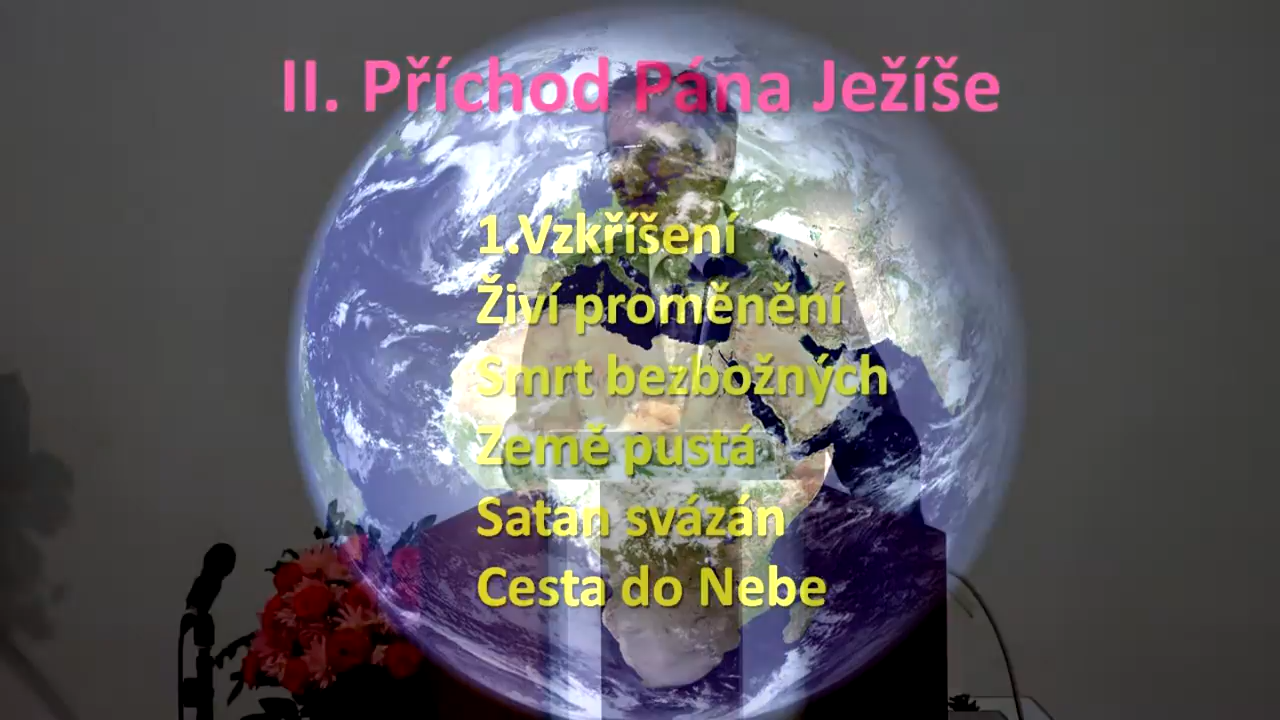 II. Příchod Pána Ježíše
1.Vzkříšení
Živí proměnění
Smrt bezbožných
Země pustá
Satan svázán
Cesta do Nebe